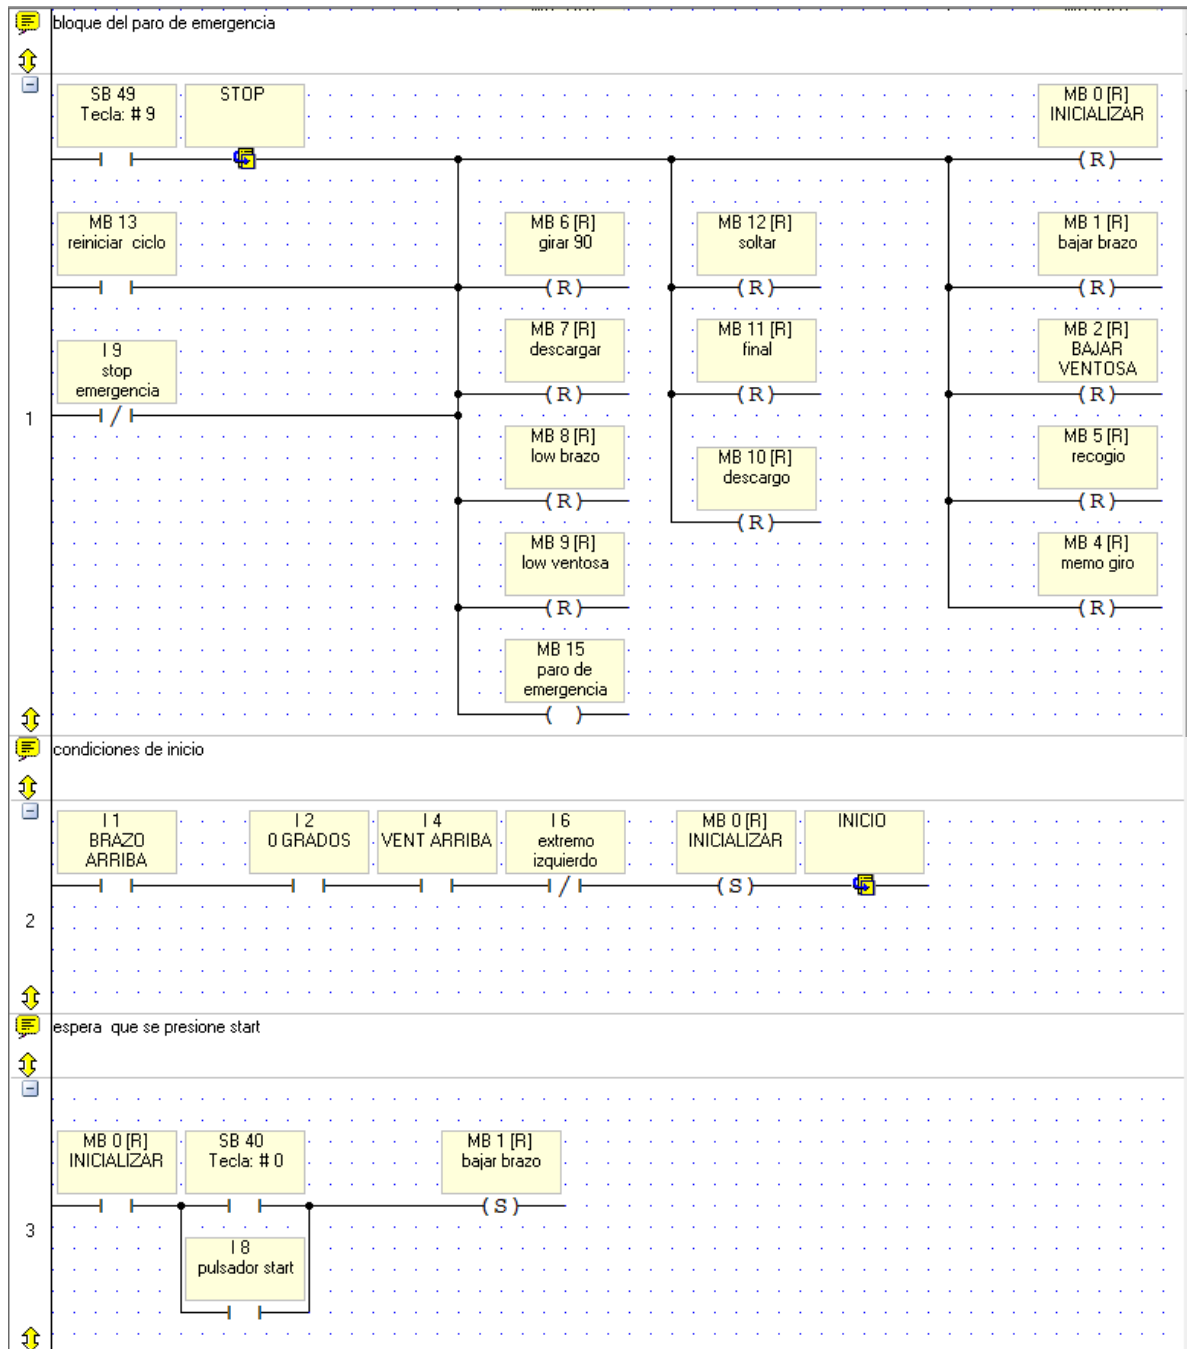 bloque del paro de emergencia
SB 49
Tecla: # 9
STOP
MB 0 [R]
INICIALIZAR
MB 13
reiniciar ciclo
MB 6 [R]
girar 90
( R )
MB 12 [R]
soltar
( R )
MB 1 [R]
bajar brazo
( R )
( R )
I 9
stop
emergencia
MB 7 [R]
descargar
( R )
MB 11 [R]
final
( R )
MB 2 [R]
BAJAR
VENTOSA
( R )
1
MB 8 [R]
low brazo
( R )
MB 10 [R]
descargo
( R )
MB 5 [R]
recogio
( R )
MB 9 [R]
low ventosa
( R )
MB 4 [R]
memo giro
( R )
MB 15
paro de
emergencia
( )
condiciones de inicio
I 1
BRAZO
ARRIBA
I 2
0 GRADOS
I 4
VENT ARRIBA
I 6
extremo
izquierdo
MB 0 [R]
INICIALIZAR
( S )
INICIO
2
espera que se presione start
MB 0 [R]
INICIALIZAR
SB 40
Tecla: # 0
MB 1 [R]
bajar brazo
( S )
3
I 8
pulsador start